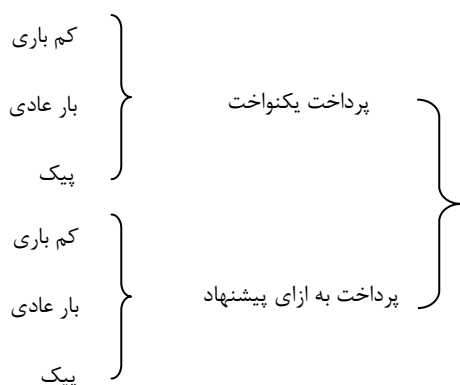 پرداخت یکنواخت
کم باری
بار عادی
پیک
پرداخت به ازای پیشنهاد
کم باری
بار عادی
پیک